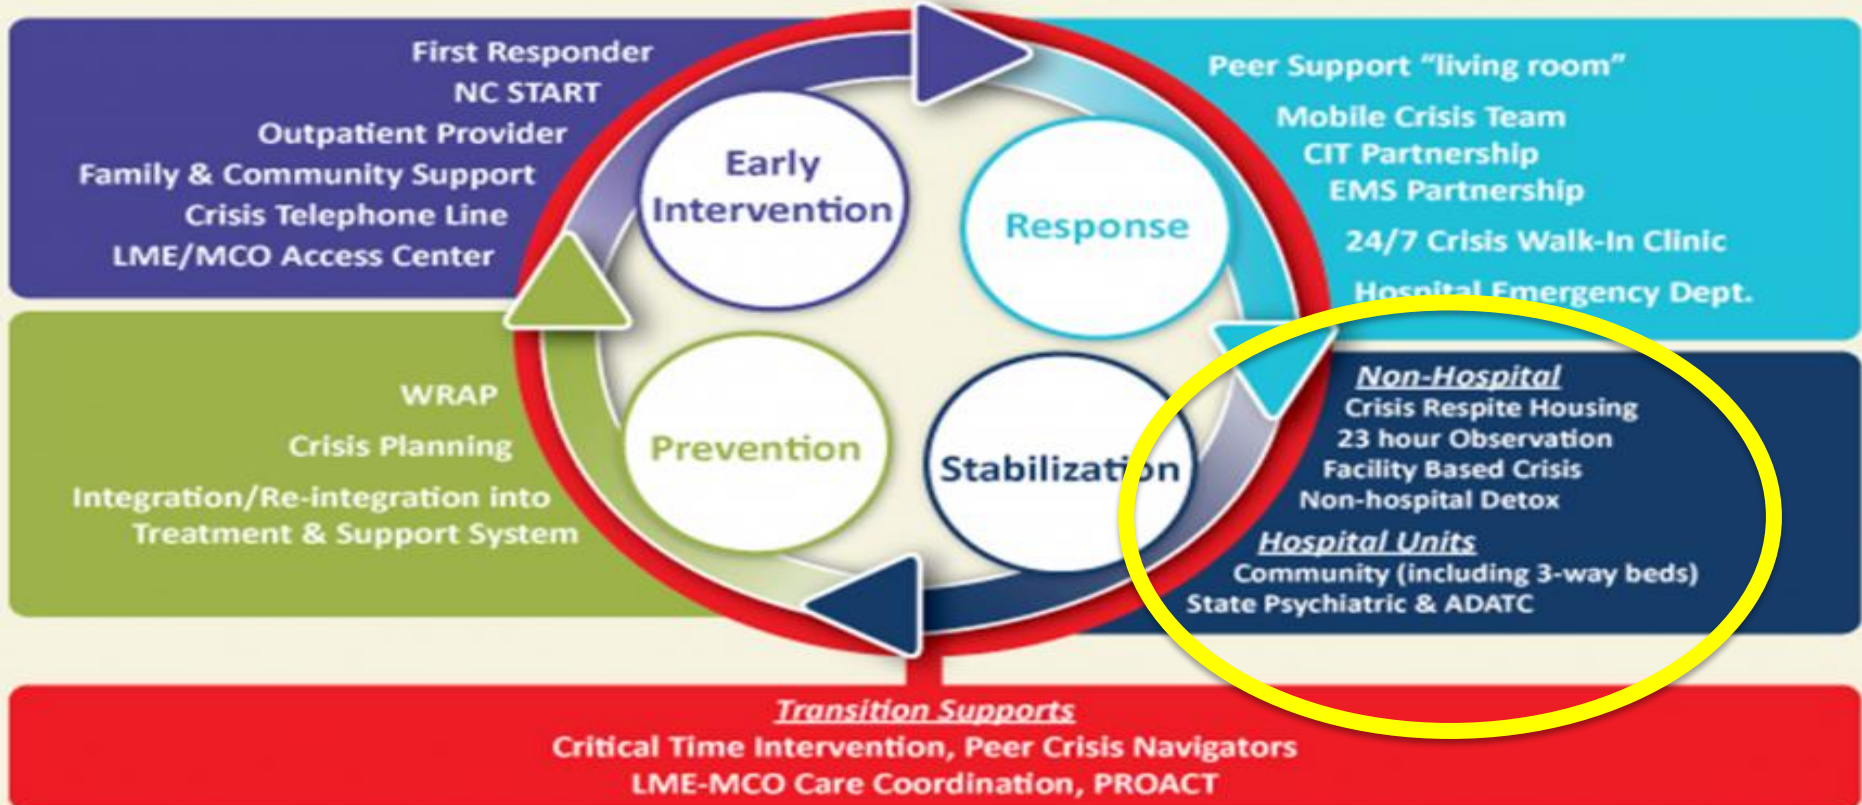 First Responder
NC START
Outpatient Provider
Family & Community Support
Crisis Telephone Line
LME/MCO Access Center
Early
Intervention
Response
Peer Support “living room”
Mobile Crisis Team
CIT Partnership
EMS Partnership
24/7 Crisis Walk-In Clinic
Hospital Emergency Dept.
WRAP
Crisis Planning
Integration/Re-integration into
Treatment & Support System
Prevention
Stabilization
Non-Hospital
Crisis Respite Housing
23 hour Observation
Facility Based Crisis
Non-hospital Detox
Hospital Units
Community (including 3-way beds)
State Psychiatric & ADATC
Transition Supports
Critical Time Intervention, Peer Crisis Navigators
LME-MCO Care Coordination, PROACT